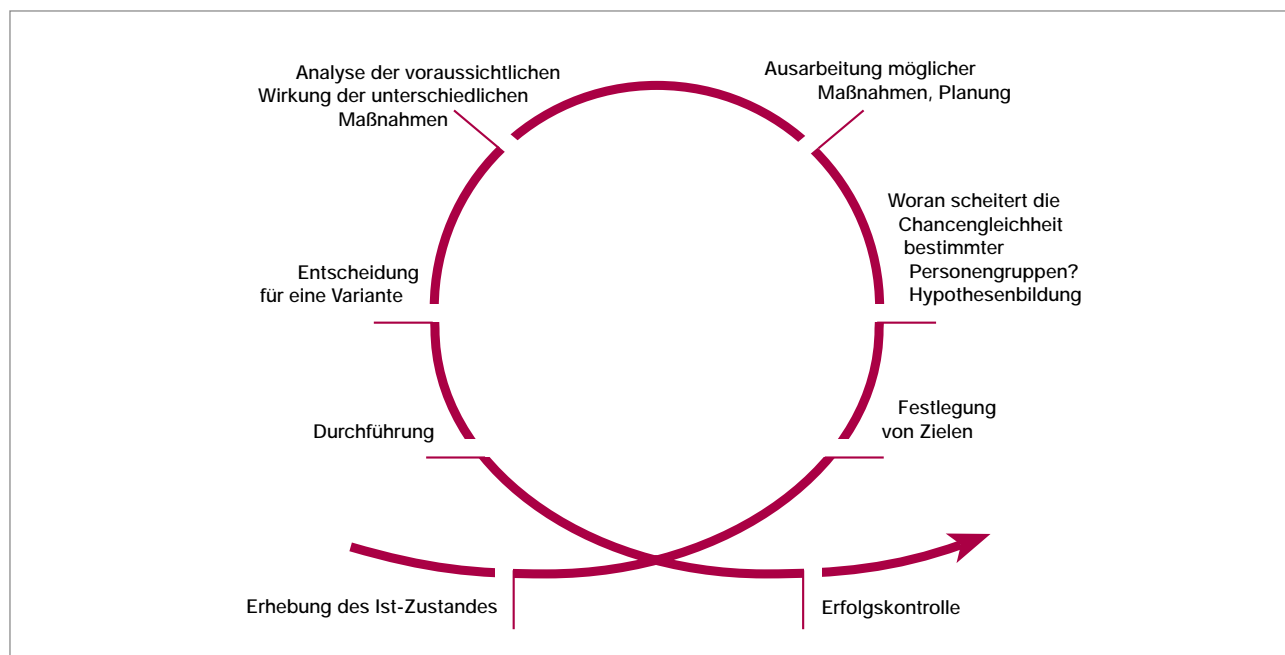 Analyse der voraussichtlichen
Wirkung der unterschiedlichen
Maßnahmen
Ausarbeitung möglicher
Maßnahmen, Planung
Woran scheitert die
Chancengleichheit
bestimmter
Personengruppen?
Hypothesenbildung
Entscheidung
für eine Variante
Festlegung
von Zielen
Durchführung
Erhebung des Ist-Zustandes
Erfolgskontrolle